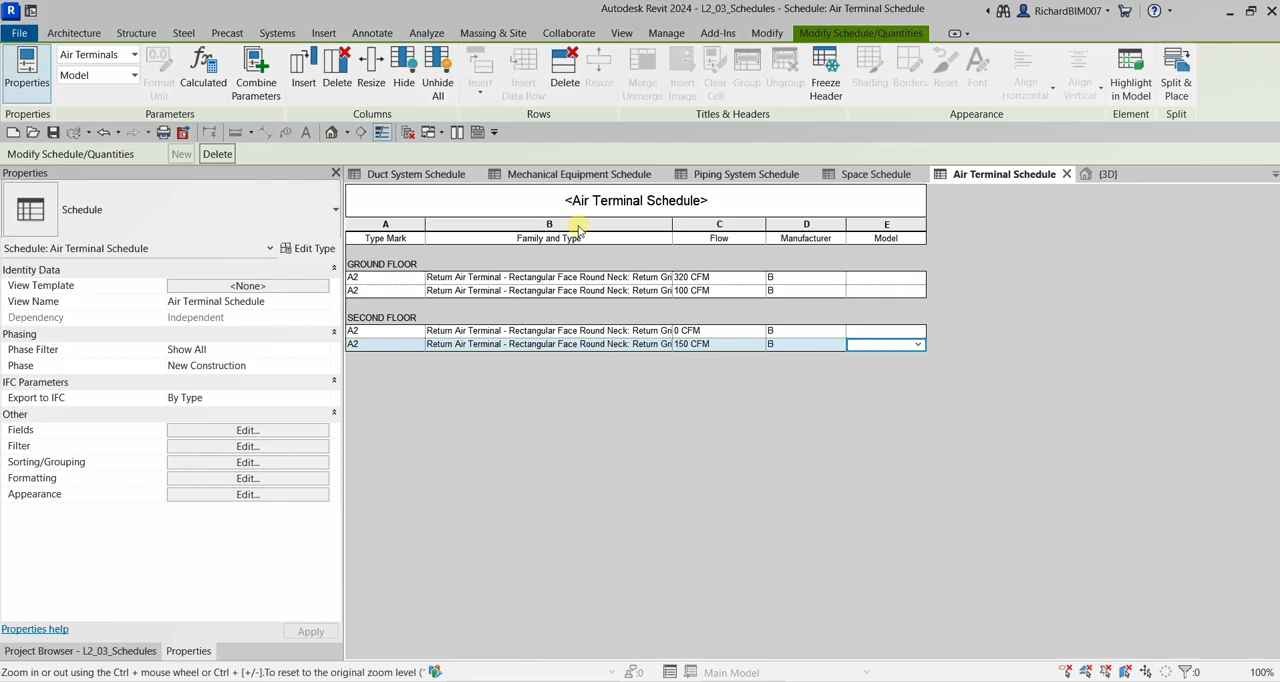 R Autodesk Revit 2024 - L2_03_Schedules - Schedule: Air Terminal Schedule RichardBIM007
File Architecture Structure Steel Precast Systems Insert Annotate Analyze Massing & Site Collaborate View Manage Add-Ins Modify Modify Schedule/Quantities
Air Terminals
Model
Properties Format Unit Calculated Combine Parameters Insert Delete Resize Hide Unhide All Insert Insert Data Row Delete Resize Merge Unmerge Insert Image Clear Cell Group Ungroup Freeze Header Shading Borders Reset Font Align Horizontal Align Vertical Highlight in Model Split & Place
Properties Parameters Columns Rows Titles & Headers Appearance Element Split
Modify Schedule/Quantities New Delete
Properties Duct System Schedule Mechanical Equipment Schedule Piping System Schedule Space Schedule Air Terminal Schedule {3D}
Schedule
Schedule: Air Terminal Schedule Edit Type
Identity Data
View Template <None>
View Name Air Terminal Schedule
Dependency Independent
Phasing
Phase Filter Show All
Phase New Construction
IFC Parameters
Export to IFC By Type
Other
Fields Edit...
Filter Edit...
Sorting/Grouping Edit...
Formatting Edit...
Appearance Edit...
Properties help Apply
Project Browser - L2_03_Schedules Properties
<Air Terminal Schedule>
A B C D E
Type Mark Family and Type Flow Manufacturer Model
GROUND FLOOR
A2 Return Air Terminal - Rectangular Face Round Neck: Return Gri 320 CFM B
A2 Return Air Terminal - Rectangular Face Round Neck: Return Gri 100 CFM B
SECOND FLOOR
A2 Return Air Terminal - Rectangular Face Round Neck: Return Gri 0 CFM B
A2 Return Air Terminal - Rectangular Face Round Neck: Return Gri 150 CFM B
Zoom in or out using the Ctrl + mouse wheel or Ctrl + [+/-].To reset to the original zoom level (' :0 Main Model :0 100%